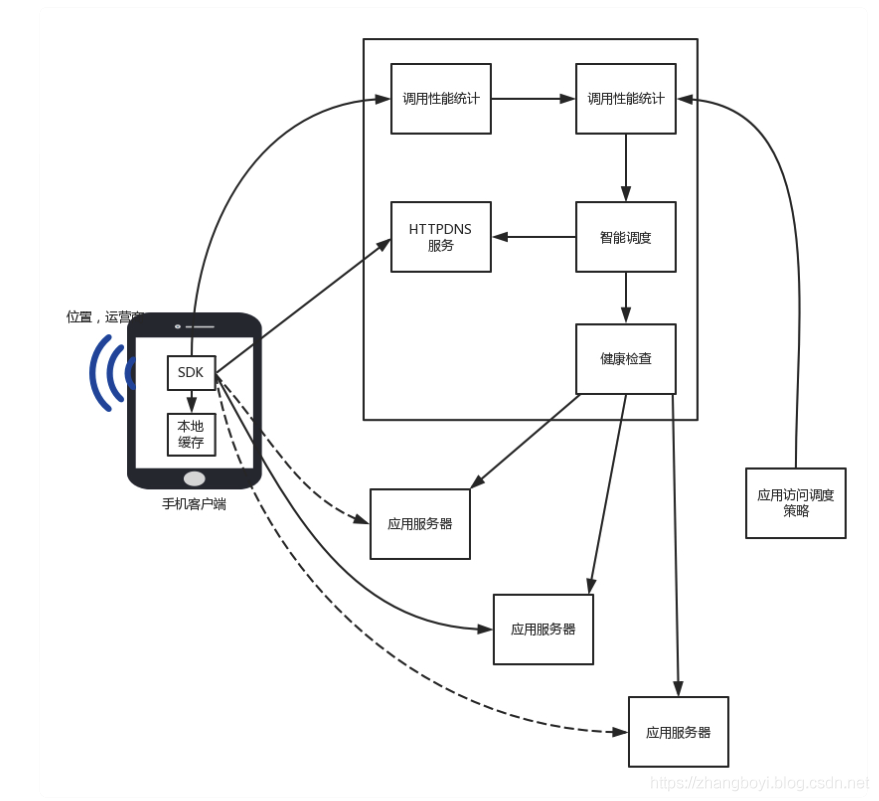 调用性能统计
调用性能统计
HTTPDNS
服务
智能调度
位置，运营商
健康检查
SDK
本地
缓存
手机客户端
应用访问调度
策略
应用服务器
应用服务器
应用服务器
https://zhangboyi.blog.csdn.net